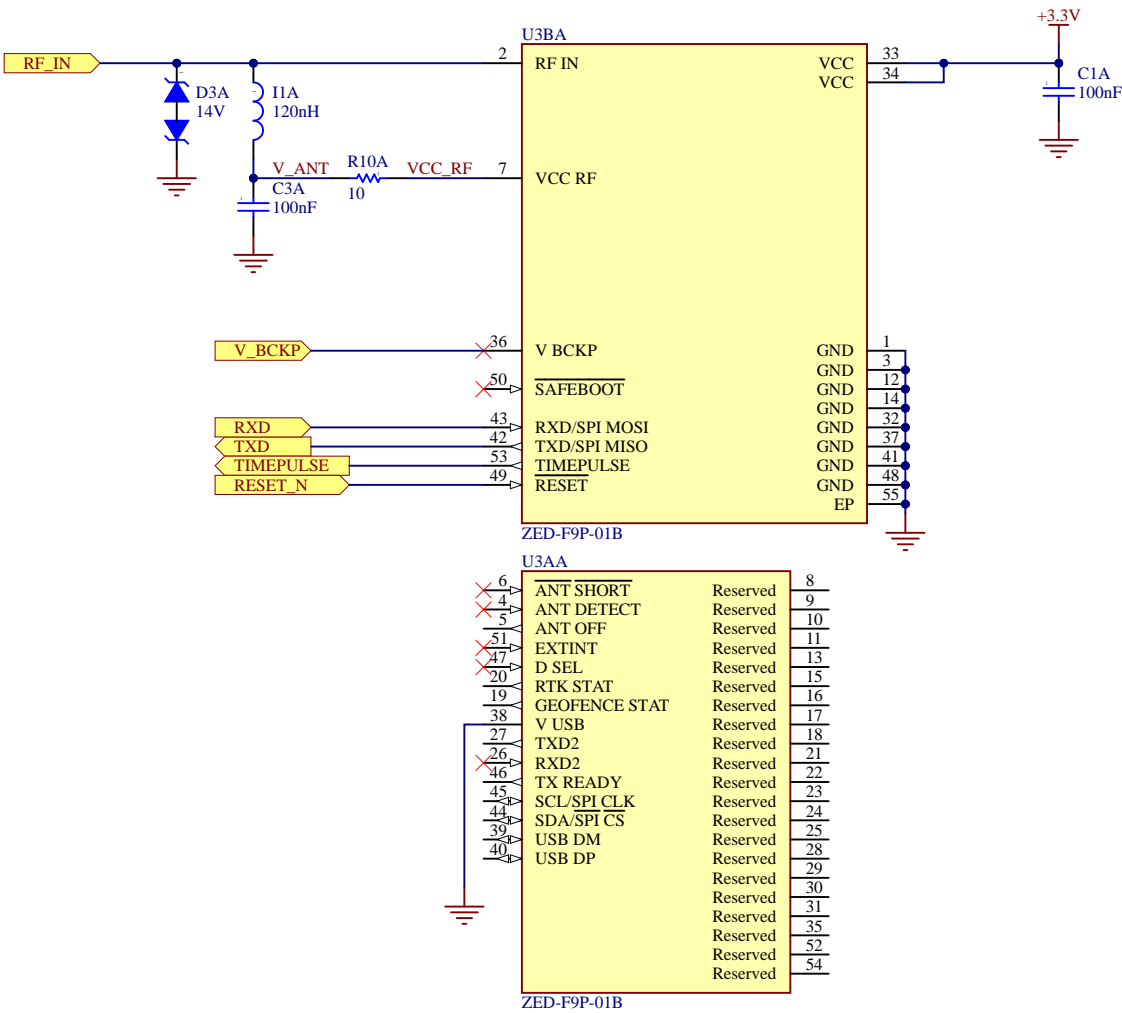 +3.3V
U3BA
RF_IN
2
RF IN
VCC
33
VCC
34
C1A
100nF
D3A
14V
I1A
120nH
V_ANT
R10A
10
VCC_RF
7
VCC RF
C3A
100nF
V_BCKP
36
V BCKP
GND
1
GND
3
50
SAFEBOOT
GND
12
GND
14
RXD
43
RXD/SPI MOSI
GND
32
TXD
42
TXD/SPI MISO
GND
37
TIMEPULSE
53
TIMEPULSE
GND
41
RESET_N
49
RESET
GND
48
EP
55
ZED-F9P-01B
U3AA
6
ANT SHORT
Reserved
8
4
ANT DETECT
Reserved
9
5
ANT OFF
Reserved
10
51
EXTINT
Reserved
11
47
D SEL
Reserved
13
20
RTK STAT
Reserved
15
19
GEOFENCE STAT
Reserved
16
38
V USB
Reserved
17
27
TXD2
Reserved
18
26
RXD2
Reserved
21
46
TX READY
Reserved
22
45
SCL/SPI CLK
Reserved
23
44
SDA/SPI CS
Reserved
24
39
USB DM
Reserved
25
40
USB DP
Reserved
28
Reserved
29
Reserved
30
Reserved
31
Reserved
35
Reserved
52
Reserved
54
ZED-F9P-01B